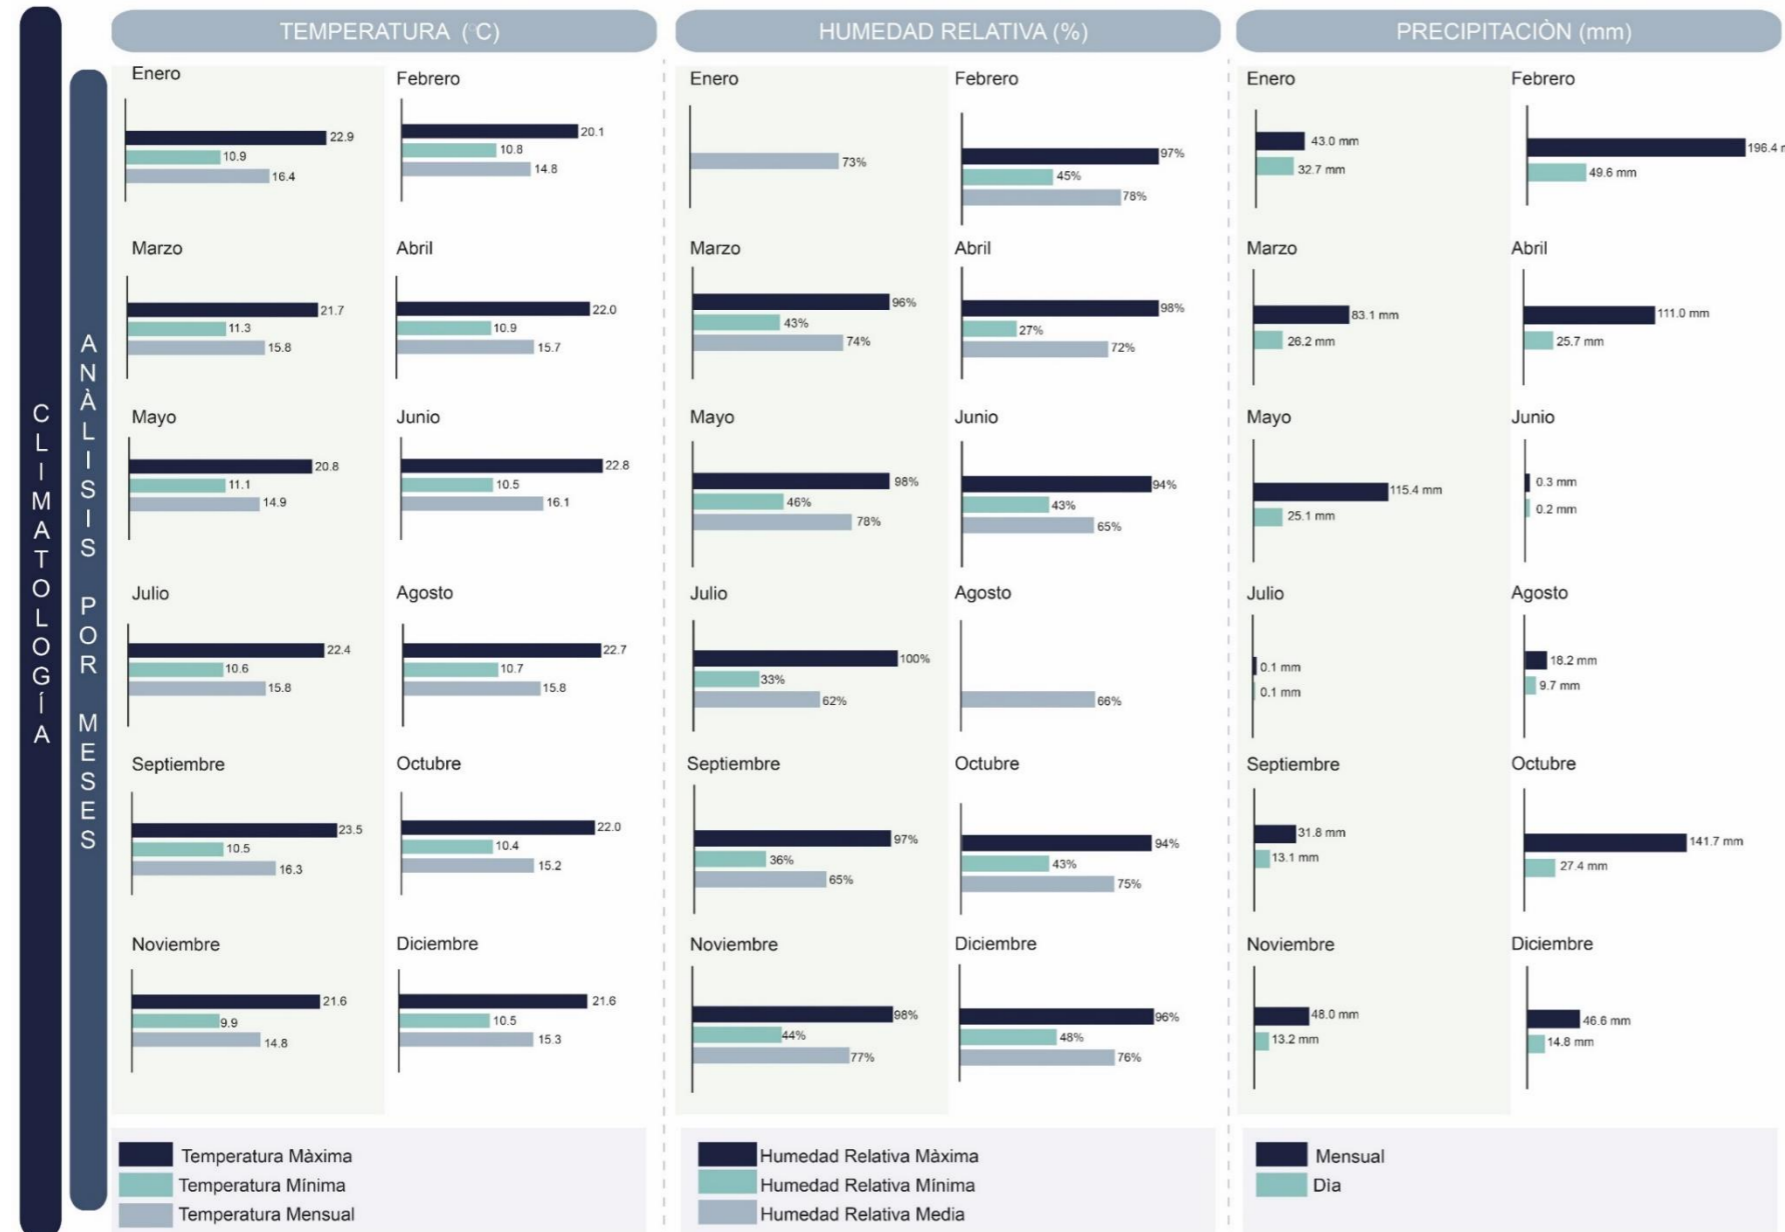 CLIMATOLOGÍA
ANÀLISIS POR MESES
TEMPERATURA (°C)
Enero
22.9
10.9
16.4
Febrero
20.1
10.8
14.8
Marzo
21.7
11.3
15.8
Abril
22.0
10.9
15.7
Mayo
20.8
11.1
14.9
Junio
22.8
10.5
16.1
Julio
22.4
10.6
15.8
Agosto
22.7
10.7
15.8
Septiembre
23.5
10.5
16.3
Octubre
22.0
10.4
15.2
Noviembre
21.6
9.9
14.8
Diciembre
21.6
10.5
15.3
Temperatura Màxima
Temperatura Mínima
Temperatura Mensual
HUMEDAD RELATIVA (%)
Enero
73%
Febrero
97%
45%
78%
Marzo
96%
43%
74%
Abril
98%
27%
72%
Mayo
98%
46%
78%
Junio
94%
43%
65%
Julio
100%
33%
62%
Agosto
66%
Septiembre
97%
36%
65%
Octubre
94%
43%
75%
Noviembre
98%
44%
77%
Diciembre
96%
48%
76%
Humedad Relativa Màxima
Humedad Relativa Mínima
Humedad Relativa Media
PRECIPITACIÒN (mm)
Enero
43.0 mm
32.7 mm
Febrero
196.4 m
49.6 mm
Marzo
83.1 mm
26.2 mm
Abril
111.0 mm
25.7 mm
Mayo
115.4 mm
25.1 mm
Junio
0.3 mm
0.2 mm
Julio
0.1 mm
0.1 mm
Agosto
18.2 mm
9.7 mm
Septiembre
31.8 mm
13.1 mm
Octubre
141.7 mm
27.4 mm
Noviembre
48.0 mm
13.2 mm
Diciembre
46.6 mm
14.8 mm
Mensual
Dìa